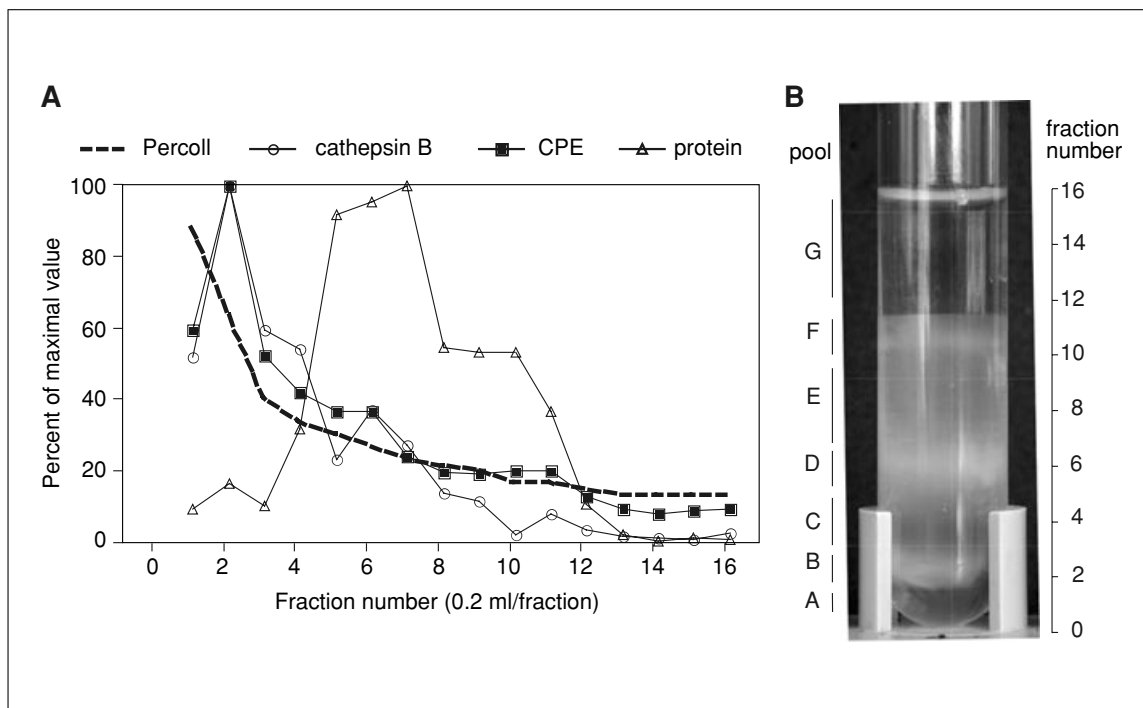 A
Percoll cathepsin B CPE protein
Percent of maximal value
100
80
60
40
20
0
0 2 4 6 8 10 12 14 16
Fraction number (0.2 ml/fraction)
B
pool
fraction
number
G
F
E
D
C
B
A
16
14
12
10
8
6
4
2
0